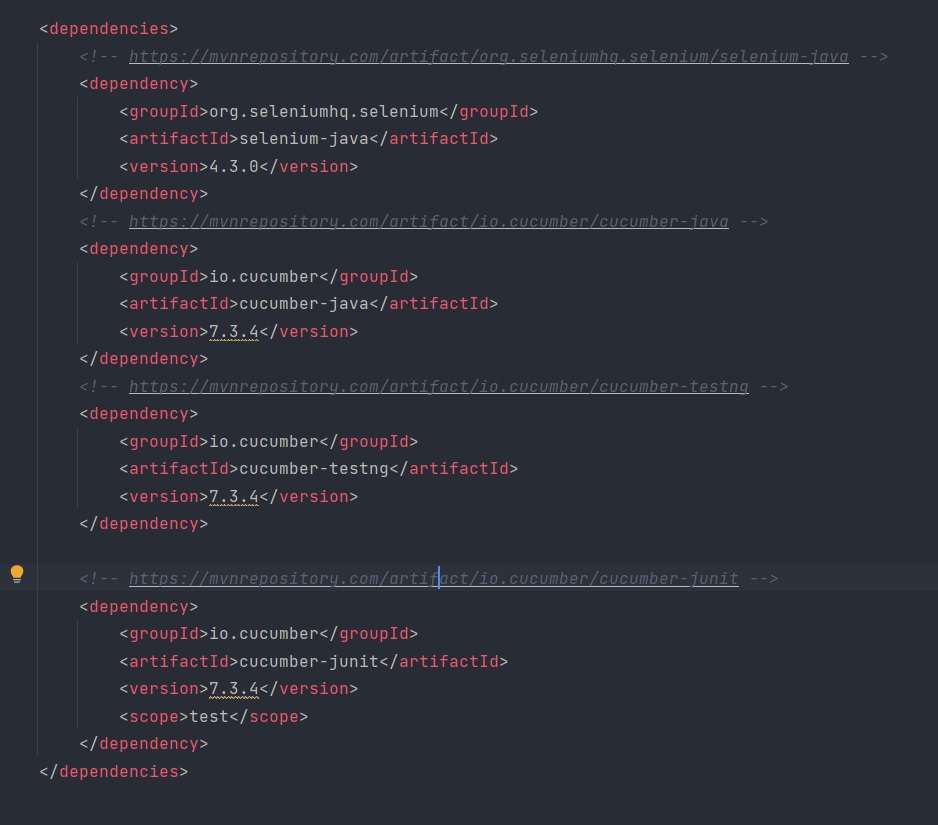 <dependencies>
<!-- https://mvnrepository.com/artifact/org.seleniumhq.selenium/selenium-java -->
<dependency>
<groupId>org.seleniumhq.selenium</groupId>
<artifactId>selenium-java</artifactId>
<version>4.3.0</version>
</dependency>
<!-- https://mvnrepository.com/artifact/io.cucumber/cucumber-java -->
<dependency>
<groupId>io.cucumber</groupId>
<artifactId>cucumber-java</artifactId>
<version>7.3.4</version>
</dependency>
<!-- https://mvnrepository.com/artifact/io.cucumber/cucumber-testng -->
<dependency>
<groupId>io.cucumber</groupId>
<artifactId>cucumber-testng</artifactId>
<version>7.3.4</version>
</dependency>
<!-- https://mvnrepository.com/artifact/io.cucumber/cucumber-junit -->
<dependency>
<groupId>io.cucumber</groupId>
<artifactId>cucumber-junit</artifactId>
<version>7.3.4</version>
<scope>test</scope>
</dependency>
</dependencies>